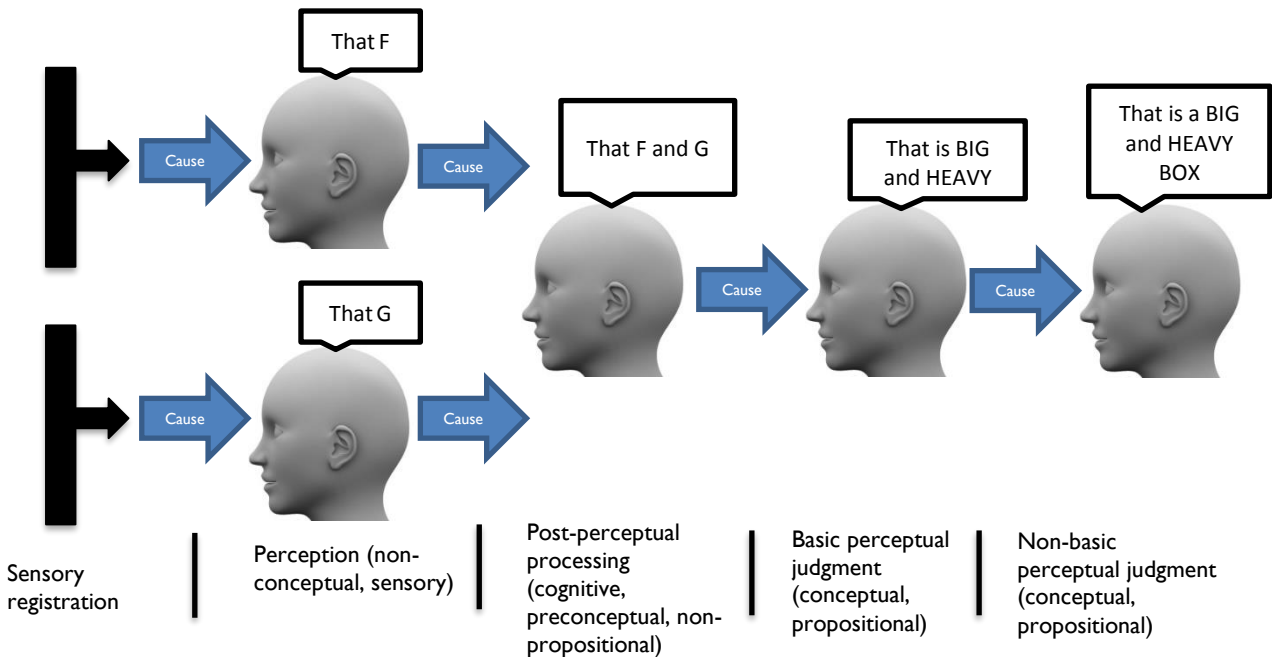 That F
Cause
Cause
That F and G
That is BIG
and HEAVY
That is a BIG
and HEAVY
BOX
Cause
Cause
That G
Cause
Cause
Sensory
registration
Perception (non-
conceptual, sensory)
Post-perceptual
processing
(cognitive,
preconceptual, non-
propositional)
Basic perceptual
judgment
(conceptual,
propositional)
Non-basic
perceptual judgment
(conceptual,
propositional)